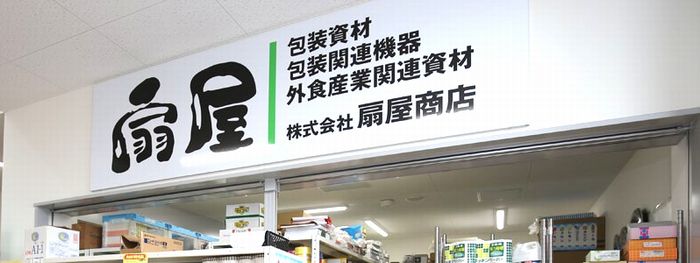 扇屋
包装資材
包装関連機器
外食産業関連資材
株式会社 扇屋商店
AH